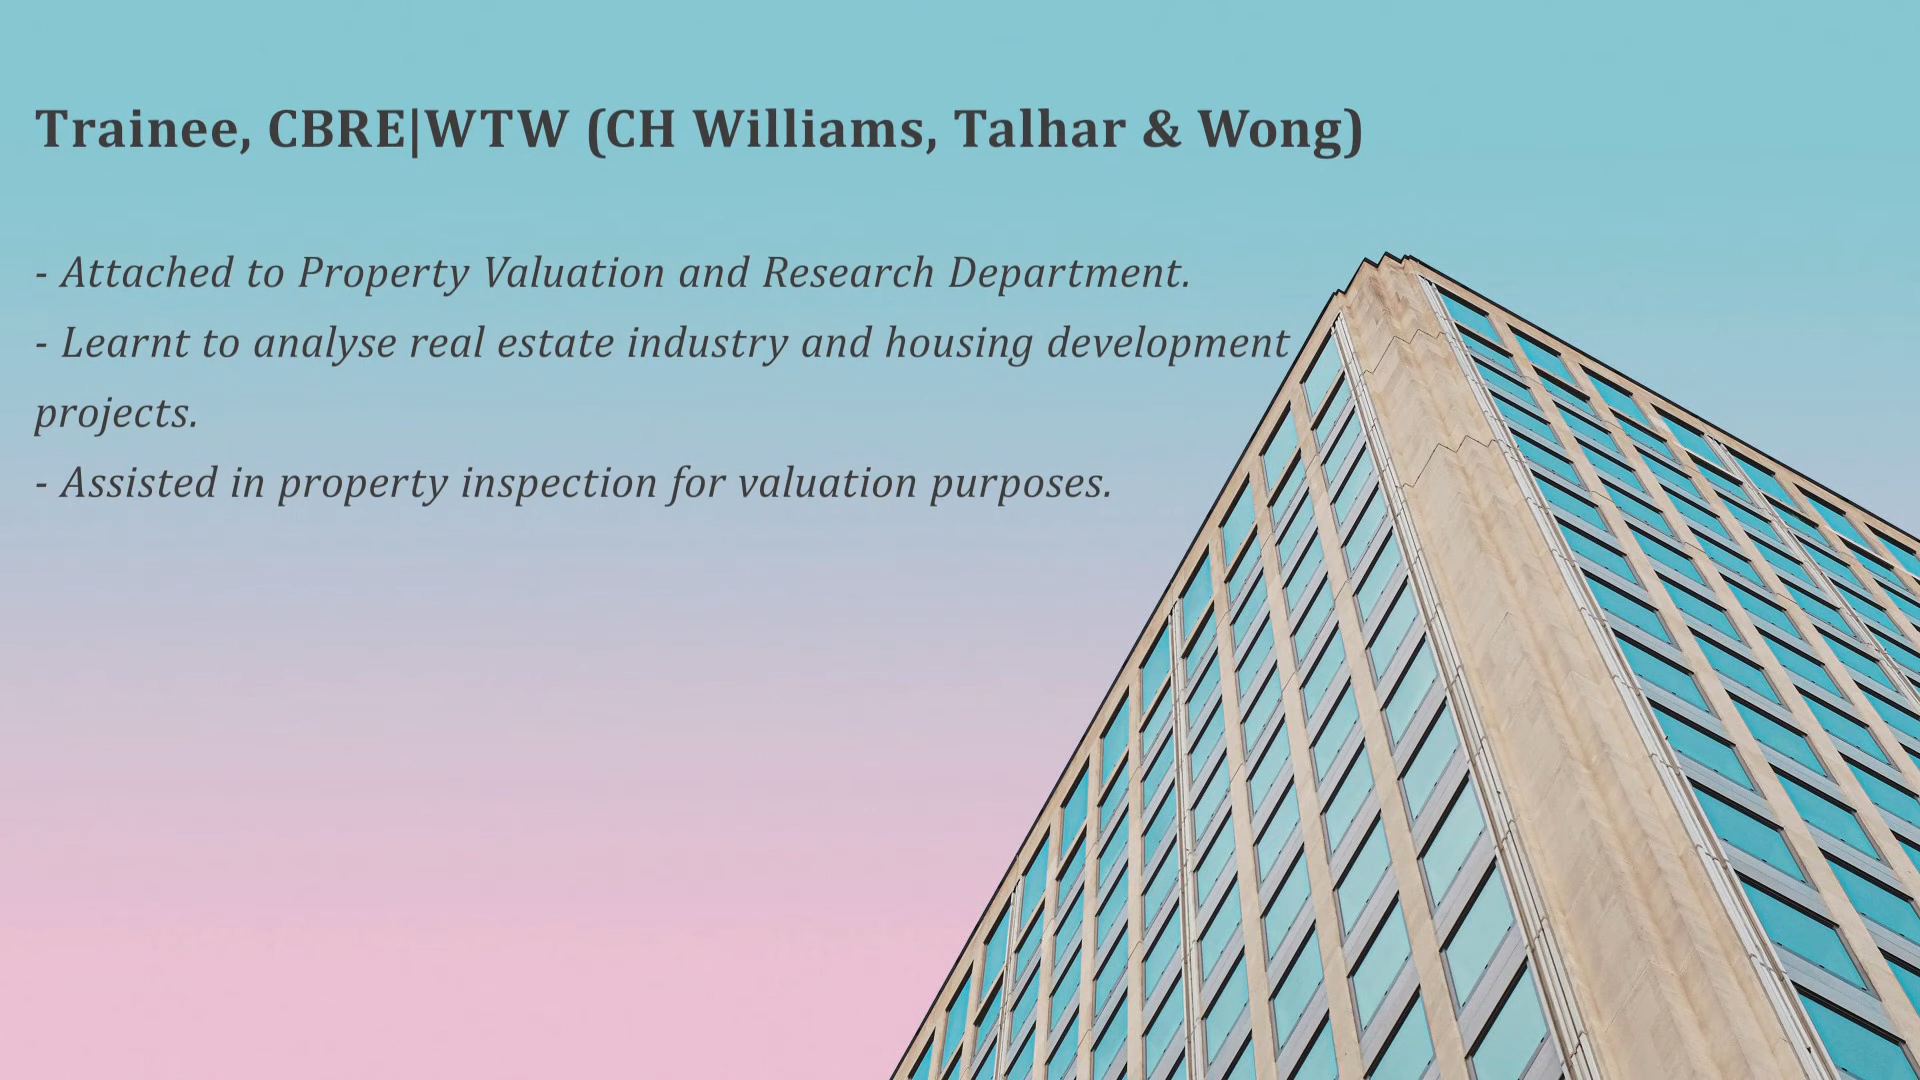 Trainee, CBRE|WTW (CH Williams, Talhar & Wong)
- Attached to Property Valuation and Research Department.
- Learnt to analyse real estate industry and housing development
projects.
- Assisted in property inspection for valuation purposes.